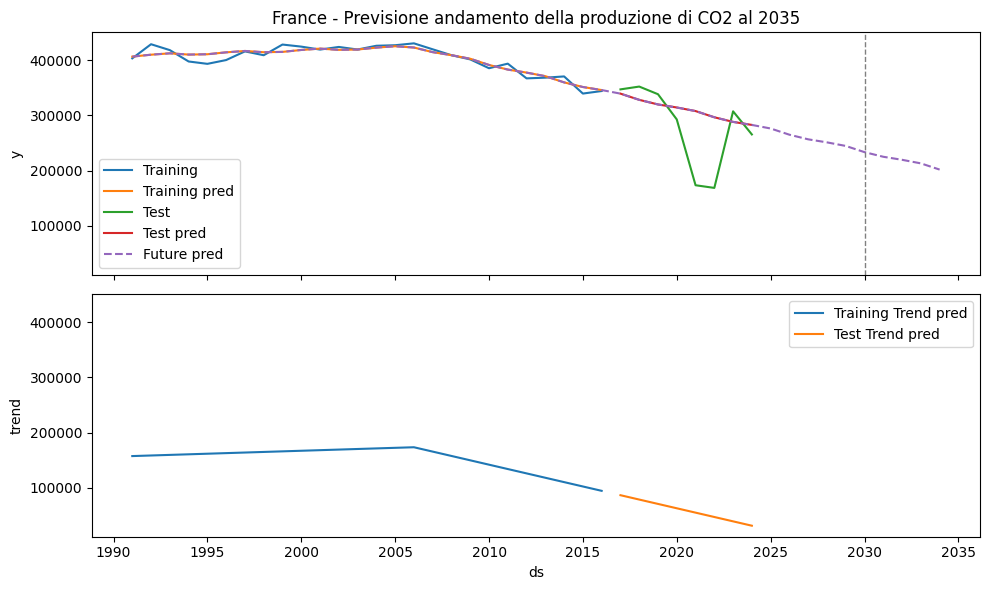 France - Previsione andamento della produzione di CO2 al 2035
400000
300000
200000
100000
y
Training
Training pred
Test
Test pred
Future pred
400000
300000
200000
100000
trend
Training Trend pred
Test Trend pred
1990 1995 2000 2005 2010 2015 2020 2025 2030 2035
ds